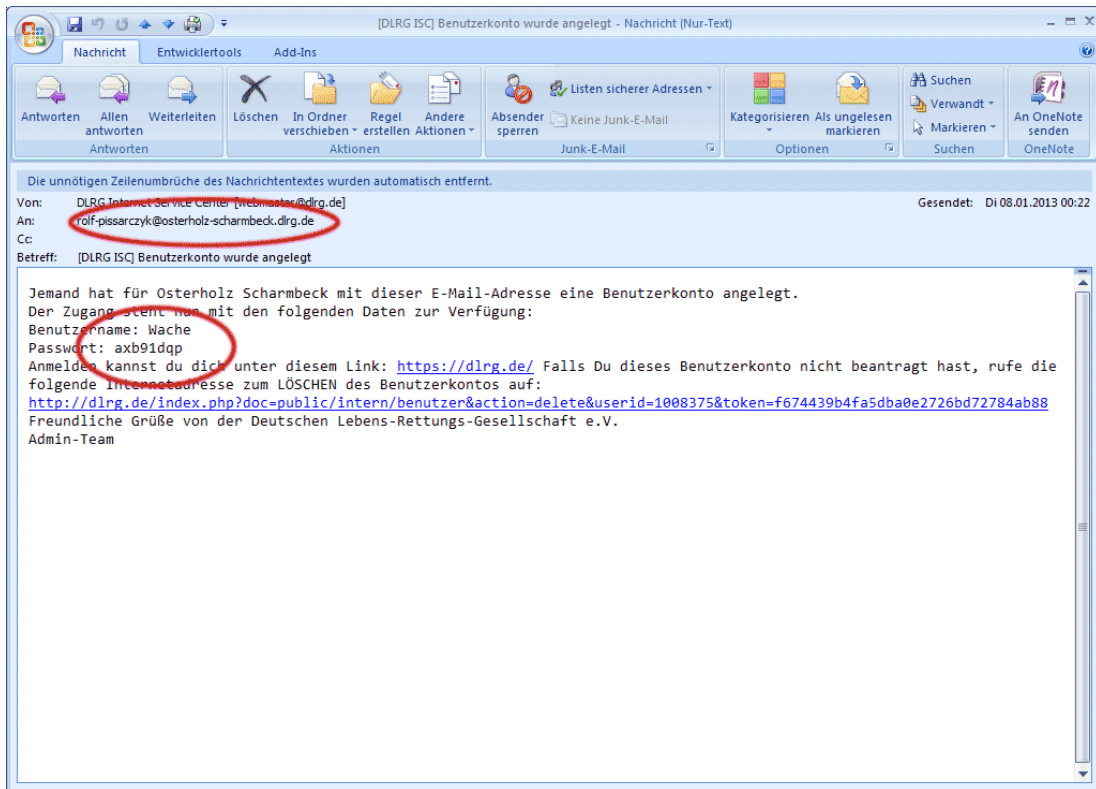 [DLRG ISC] Benutzerkonto wurde angelegt - Nachricht (Nur-Text)
Nachricht Entwicklertools Add-Ins
Antworten Allen antworten Weiterleiten Löschen In Ordner verschieben Regel erstellen Andere Aktionen Absender sperren Listen sicherer Adressen Keine Junk-E-Mail Kategorisieren Als ungelesen markieren Suchen Verwandt Markieren An OneNote senden
Antworten Aktionen Junk-E-Mail Optionen Suchen OneNote
Die unnötigen Zeilenumbrüche des Nachrichtentextes wurden automatisch entfernt.
Von: DLRG Internet Service Center [webmaster@dlrg.de] Gesendet: Di 08.01.2013 00:22
An: rolf-pissarczyk@osterholz-scharmbeck.dlrg.de
Cc:
Betreff: [DLRG ISC] Benutzerkonto wurde angelegt
Jemand hat für Osterholz Scharmbeck mit dieser E-Mail-Adresse eine Benutzerkonto angelegt.
Der Zugang steht nun mit den folgenden Daten zur Verfügung:
Benutzername: Wache
Passwort: axb91dqp
Anmelden kannst du dich unter diesem Link: https://dlrg.de/ Falls Du dieses Benutzerkonto nicht beantragt hast, rufe die
folgende Internetadresse zum LÖSCHEN des Benutzerkontos auf:
http://dlrg.de/index.php?doc=public/intern/benutzer&action=delete&userid=1008375&token=f674439b4fa5dba0e2726bd72784ab88
Freundliche Grüße von der Deutschen Lebens-Rettungs-Gesellschaft e.V.
Admin-Team